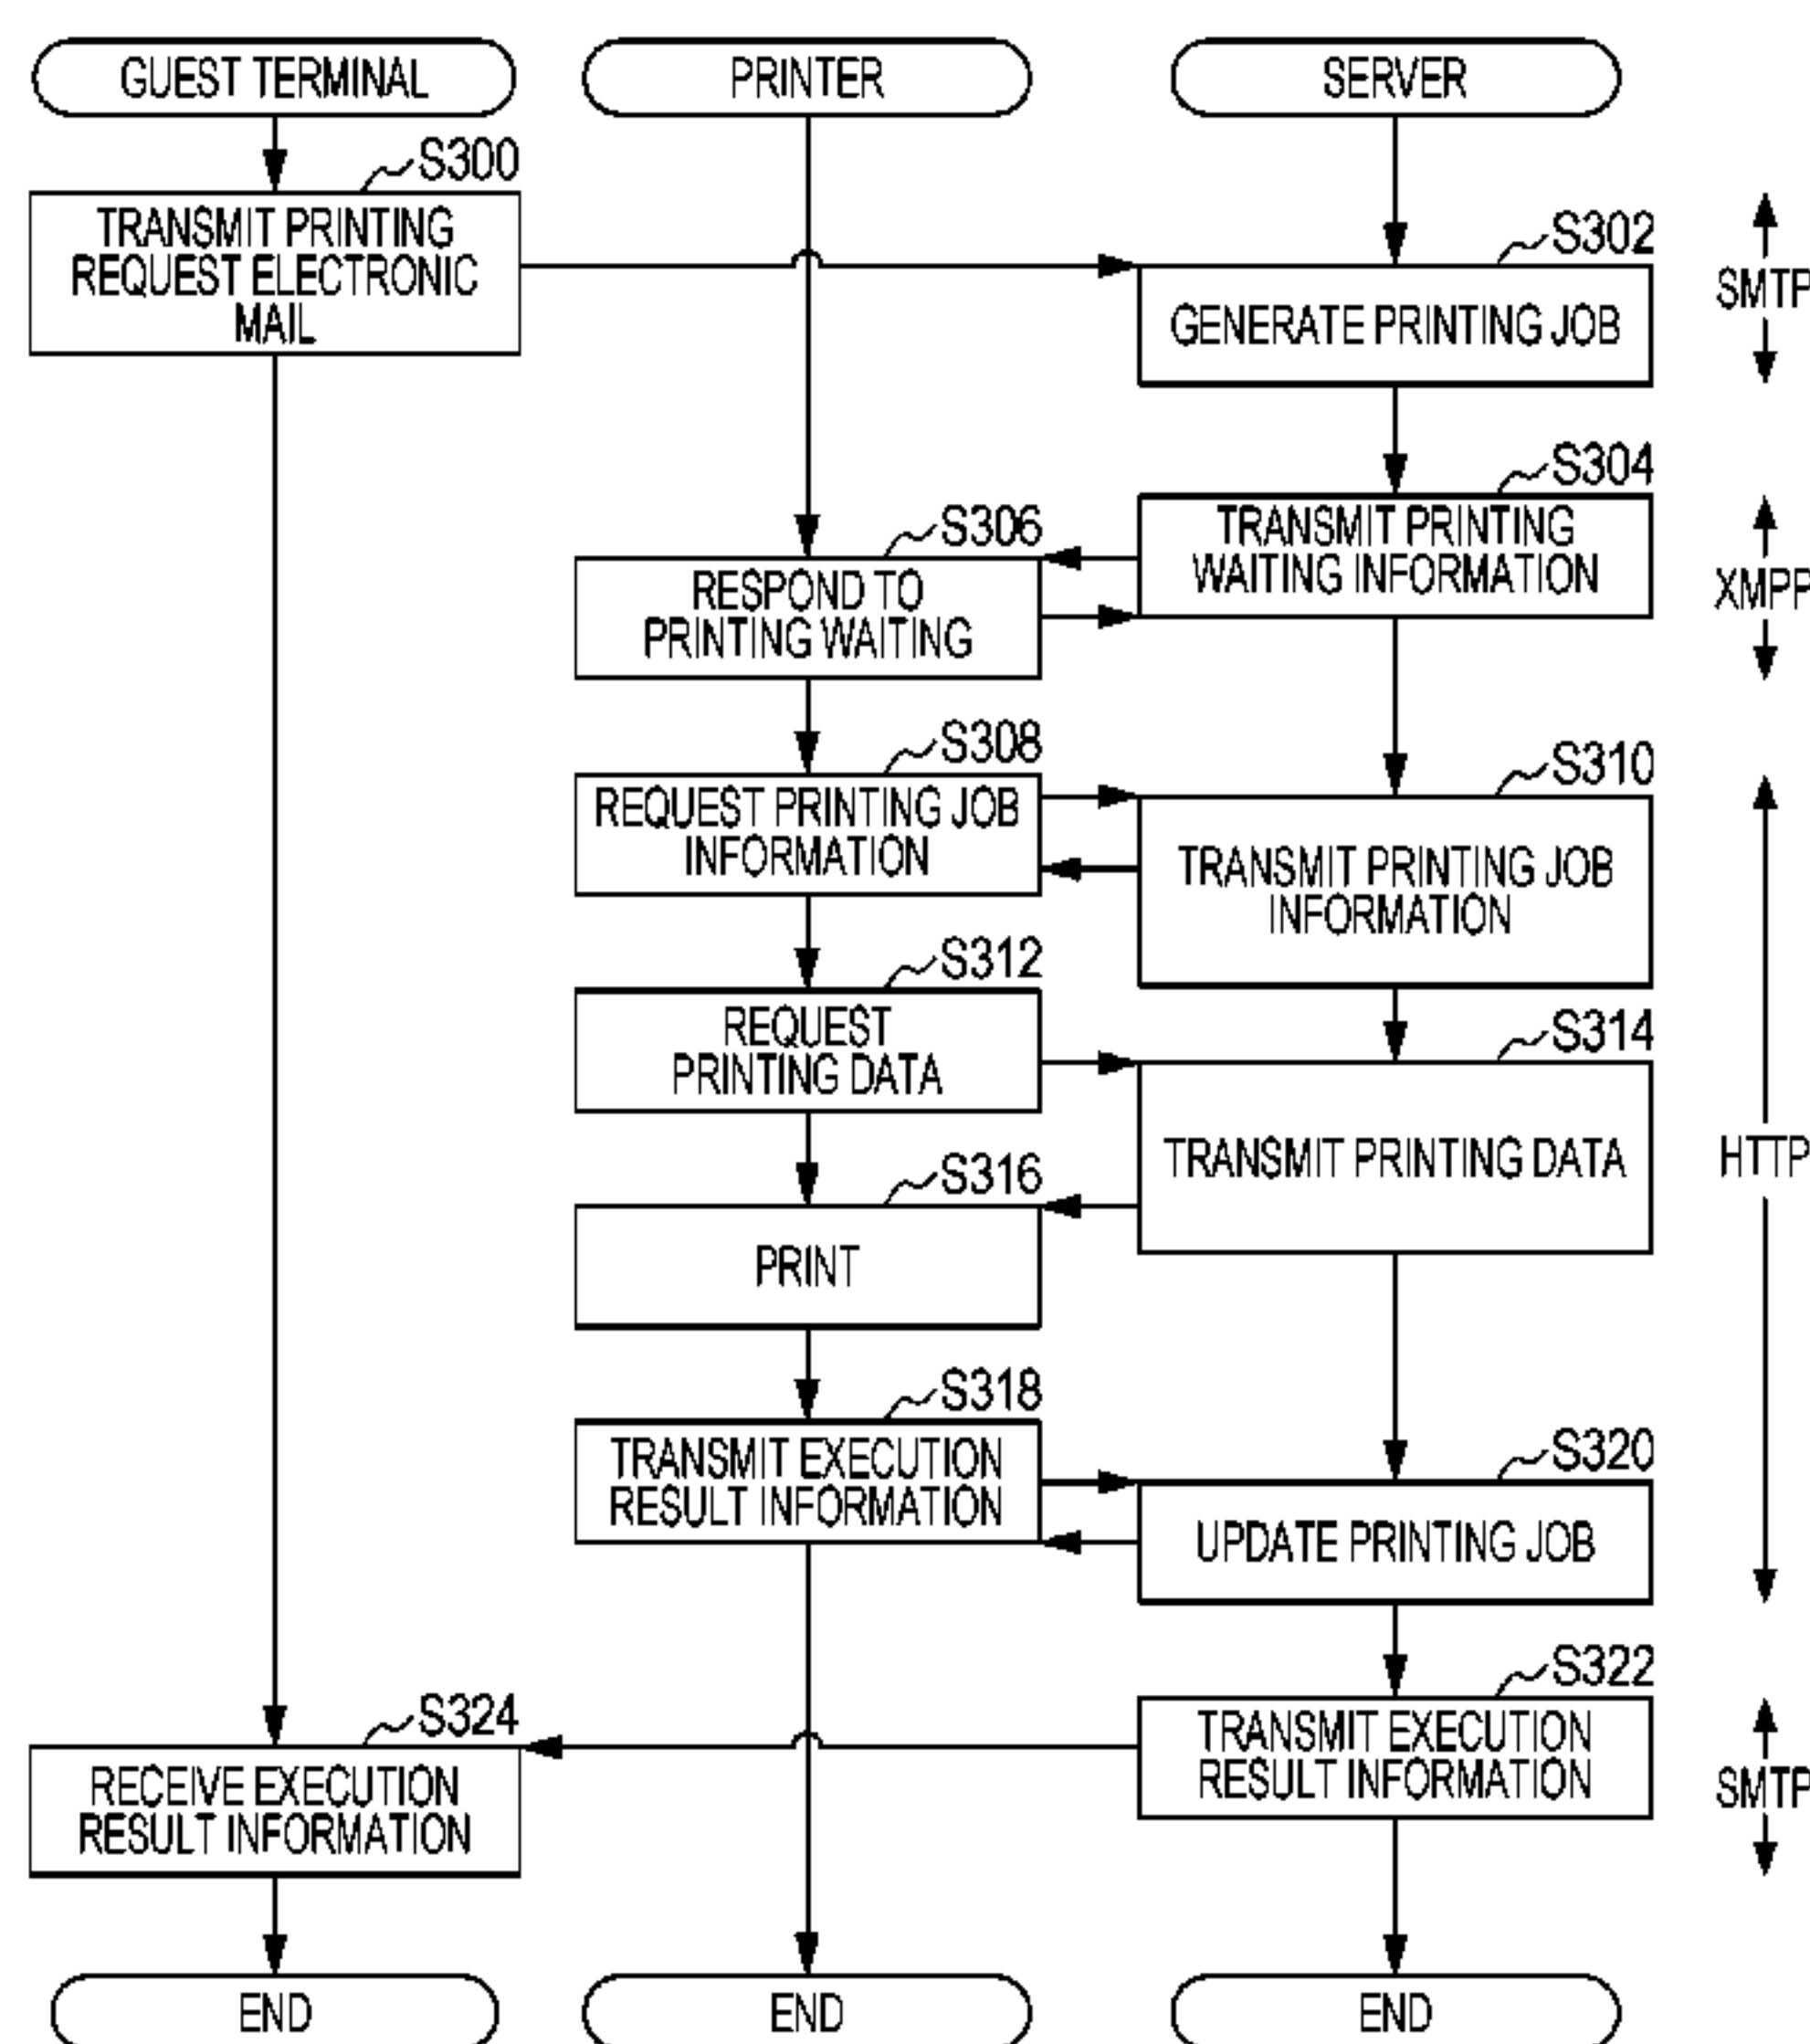 GUEST TERMINAL
PRINTER
SERVER
S300
TRANSMIT PRINTING
REQUEST ELECTRONIC
MAIL
S302
GENERATE PRINTING JOB
SMTP
S304
TRANSMIT PRINTING
WAITING INFORMATION
S306
RESPOND TO
PRINTING WAITING
XMPP
S308
REQUEST PRINTING JOB
INFORMATION
S310
TRANSMIT PRINTING JOB
INFORMATION
S312
REQUEST
PRINTING DATA
S314
TRANSMIT PRINTING DATA
HTTP
S316
PRINT
S318
TRANSMIT EXECUTION
RESULT INFORMATION
S320
UPDATE PRINTING JOB
S322
TRANSMIT EXECUTION
RESULT INFORMATION
SMTP
S324
RECEIVE EXECUTION
RESULT INFORMATION
END
END
END